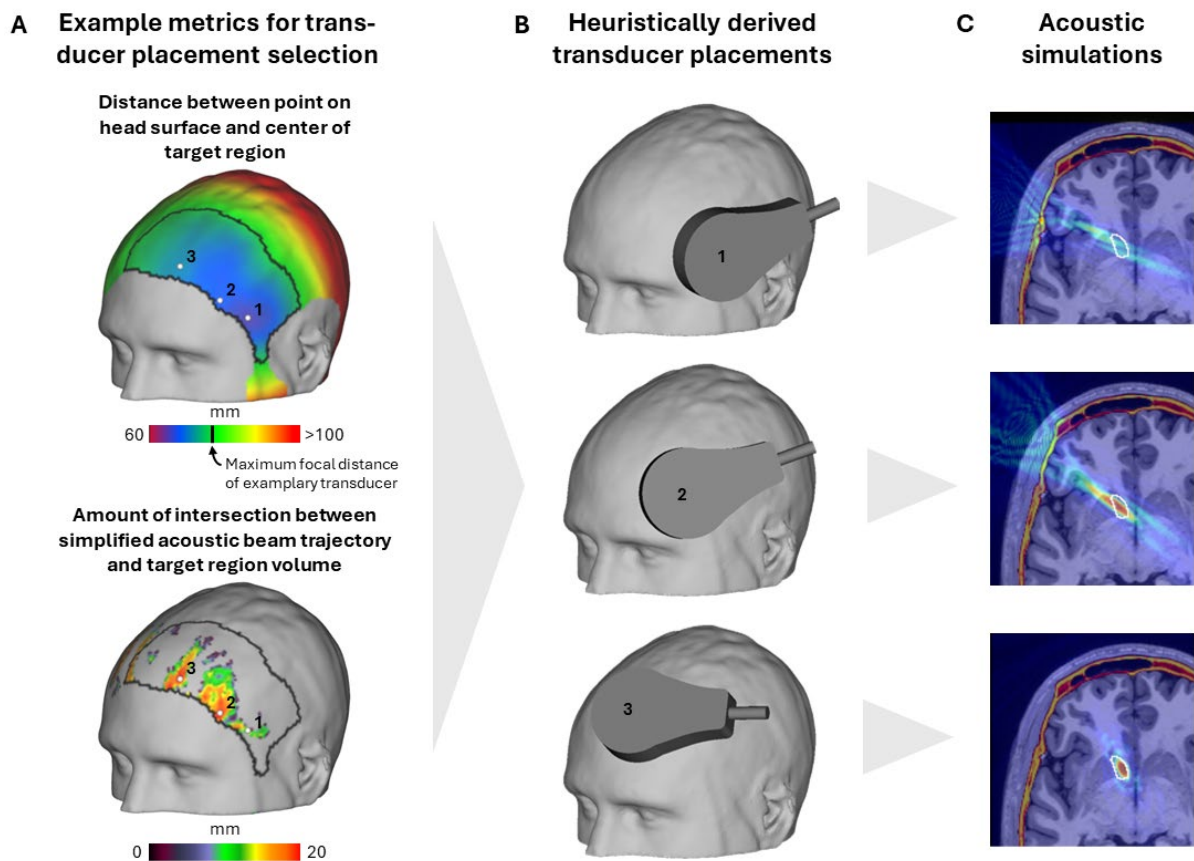 A
Example metrics for trans-
ducer placement selection
Distance between point on
head surface and center of
target region
3
2
1
mm
60
>100
Maximum focal distance
of examplary transducer
Amount of intersection between
simplified acoustic beam trajectory
and target region volume
3
2
1
mm
0
20
B
Heuristically derived
transducer placements
1
2
3
C
Acoustic
simulations